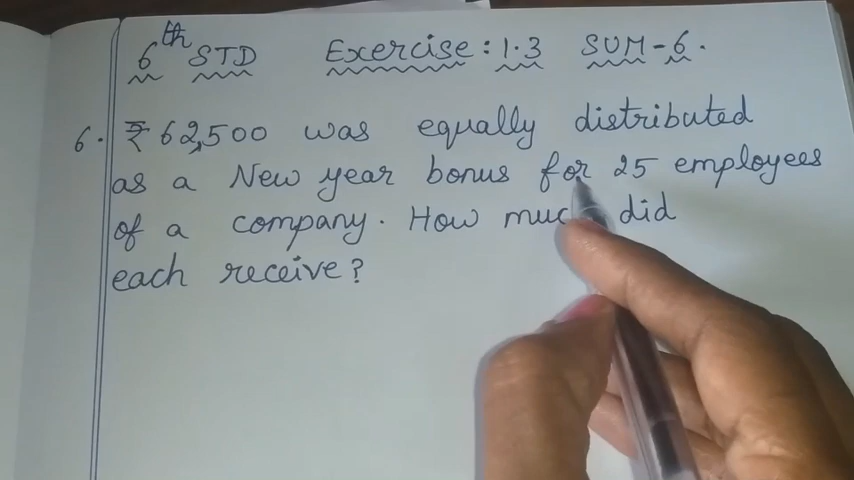 6th STD Exercise: 1.3 SUM-6.
6. ₹ 62,500 was equally distributed
as a New year bonus for 25 employees
of a company. How much did
each receive?